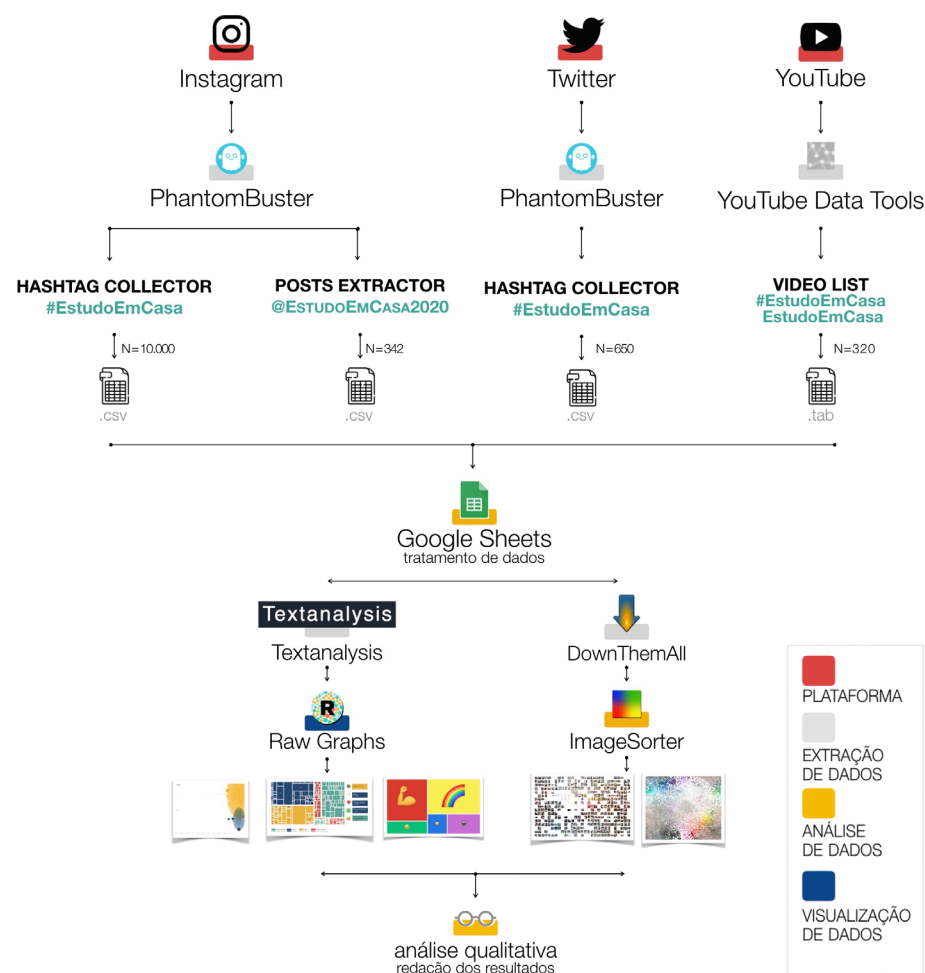 Instagram
Twitter
YouTube
PhantomBuster
PhantomBuster
YouTube Data Tools
HASHTAG COLLECTOR
#EstudoEmCasa
POSTS EXTRACTOR
@ESTUDOEMCASA2020
HASHTAG COLLECTOR
#EstudoEmCasa
VIDEO LIST
#EstudoEmCasa
EstudoEmCasa
N=10.000
N=342
N=650
N=320
.csv
.csv
.csv
.tab
Google Sheets
tratamento de dados
Textanalysis
Textanalysis
DownThemAll
R
Raw Graphs
ImageSorter
análise qualitativa
redação dos resultados
PLATAFORMA
EXTRAÇÃO
DE DADOS
ANÁLISE
DE DADOS
VISUALIZAÇÃO
DE DADOS